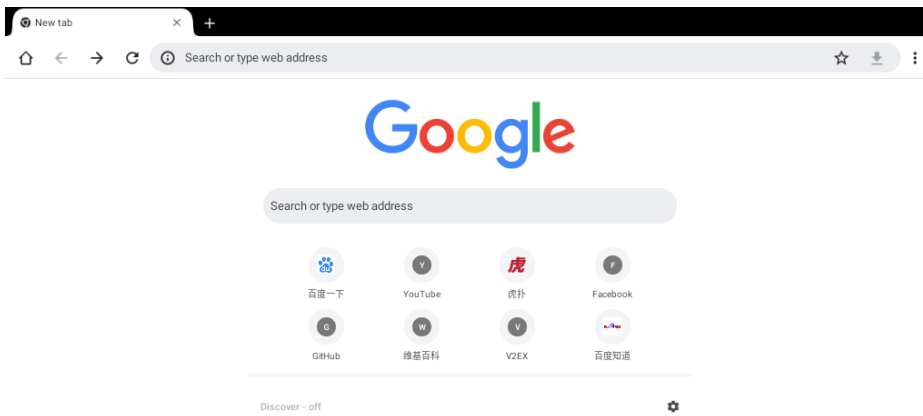 New tab
Search or type web address
Google
Search or type web address
百度一下
Y
YouTube
虎
虎扑
F
Facebook
G
GitHub
W
维基百科
V
V2EX
百度知道
Discover - off